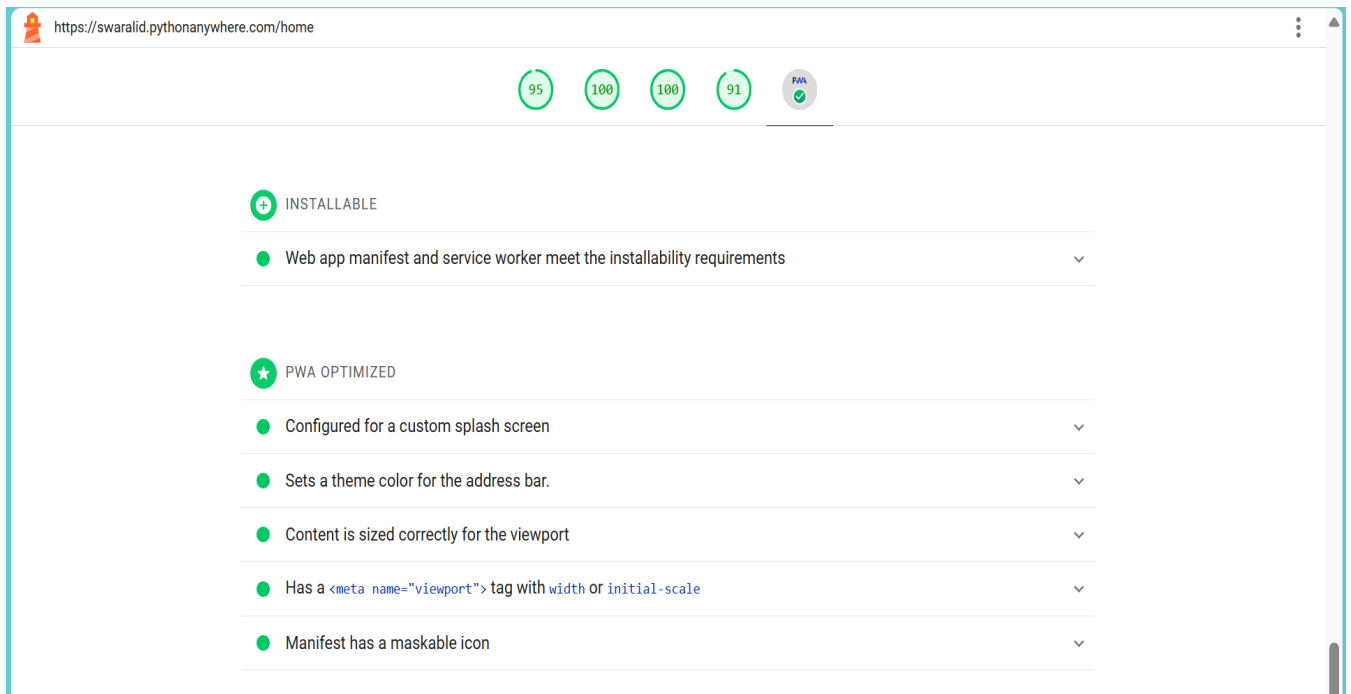 https://swaralid.pythonanywhere.com/home
95 100 100 91 PWA
INSTALLABLE
Web app manifest and service worker meet the installability requirements
PWA OPTIMIZED
Configured for a custom splash screen
Sets a theme color for the address bar.
Content is sized correctly for the viewport
Has a <meta name="viewport"> tag with width or initial-scale
Manifest has a maskable icon